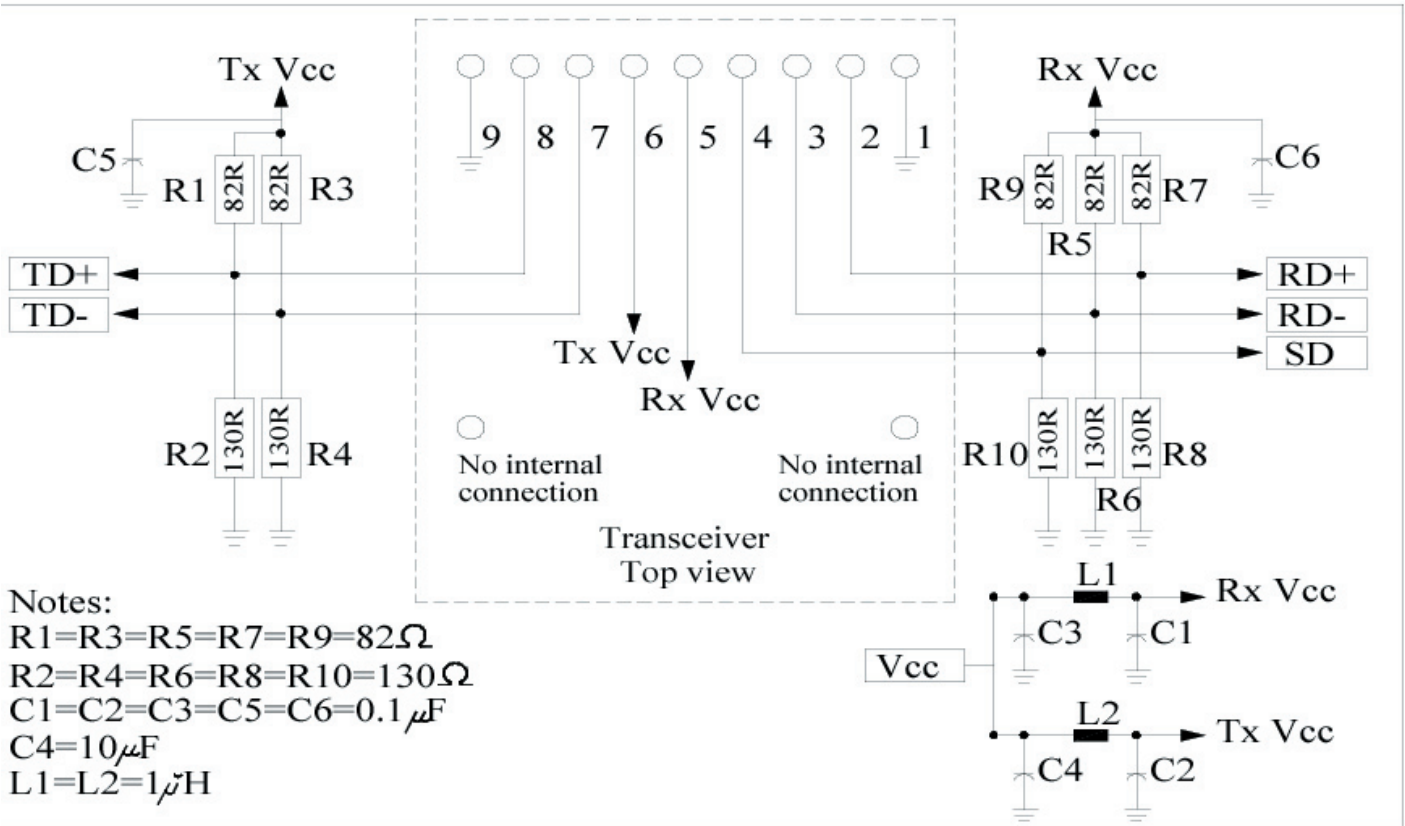 Tx Vcc
Rx Vcc
9 8 7 6 5 4 3 2 1
C5
R1
82R
82R
R3
R9
82R
82R
82R
R7
C6
R5
TD+
TD-
RD+
RD-
SD
Tx Vcc
Rx Vcc
R2
130R
130R
R4
No internal
connection
No internal
connection
R10
130R
130R
130R
R8
R6
Transceiver
Top view
Notes:
R1=R3=R5=R7=R9=82Ω
R2=R4=R6=R8=R10=130Ω
C1=C2=C3=C5=C6=0.1μF
C4=10μF
L1=L2=1μH
L1
Rx Vcc
C3
C1
Vcc
L2
Tx Vcc
C4
C2